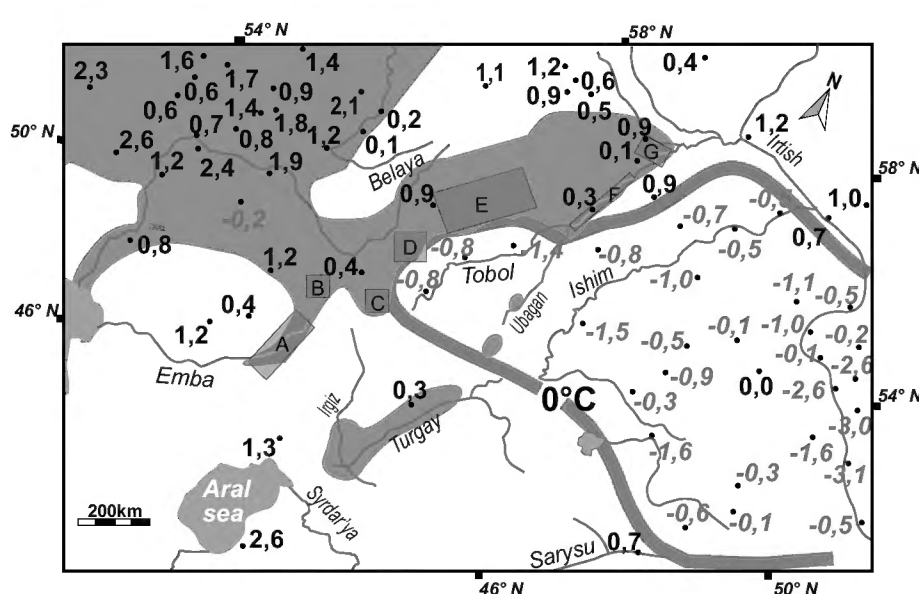 54° N 58° N
2,3 1,6 1,7 1,4 1,1 1,2 0,6 0,4
0,6 0,6 1,4 0,9 2,1 0,9 0,5
50° N 0,7 0,8 1,8 1,2 0,2 0,9 1,2 N
2,6 1,2 2,4 1,9 0,1 Belaya 0,1 G Irtish 58° N
-0,2 0,9 E 0,3 F 0,9 1,0
0,8 D -0,8 -1,4 -0,8 -0,7 -0,5 0,7
1,2 0,4 -0,8 Tobol Ishim -1,0
46° N B C Ubagan -1,1 -0,5
0,4 1,2 A -1,5 -0,5 -0,1 -1,0 -0,2
Emba -0,1 -2,6
Irgiz 0,3 -0,9 0,0 -2,6
0°C -0,3 54° N
Turgay -3,0
1,3 -1,6 -1,6
Aral -0,3 -3,1
sea Syrdar'ya
200km -0,6 -0,1 -0,5
2,6 Sarysu 0,7
46° N 50° N